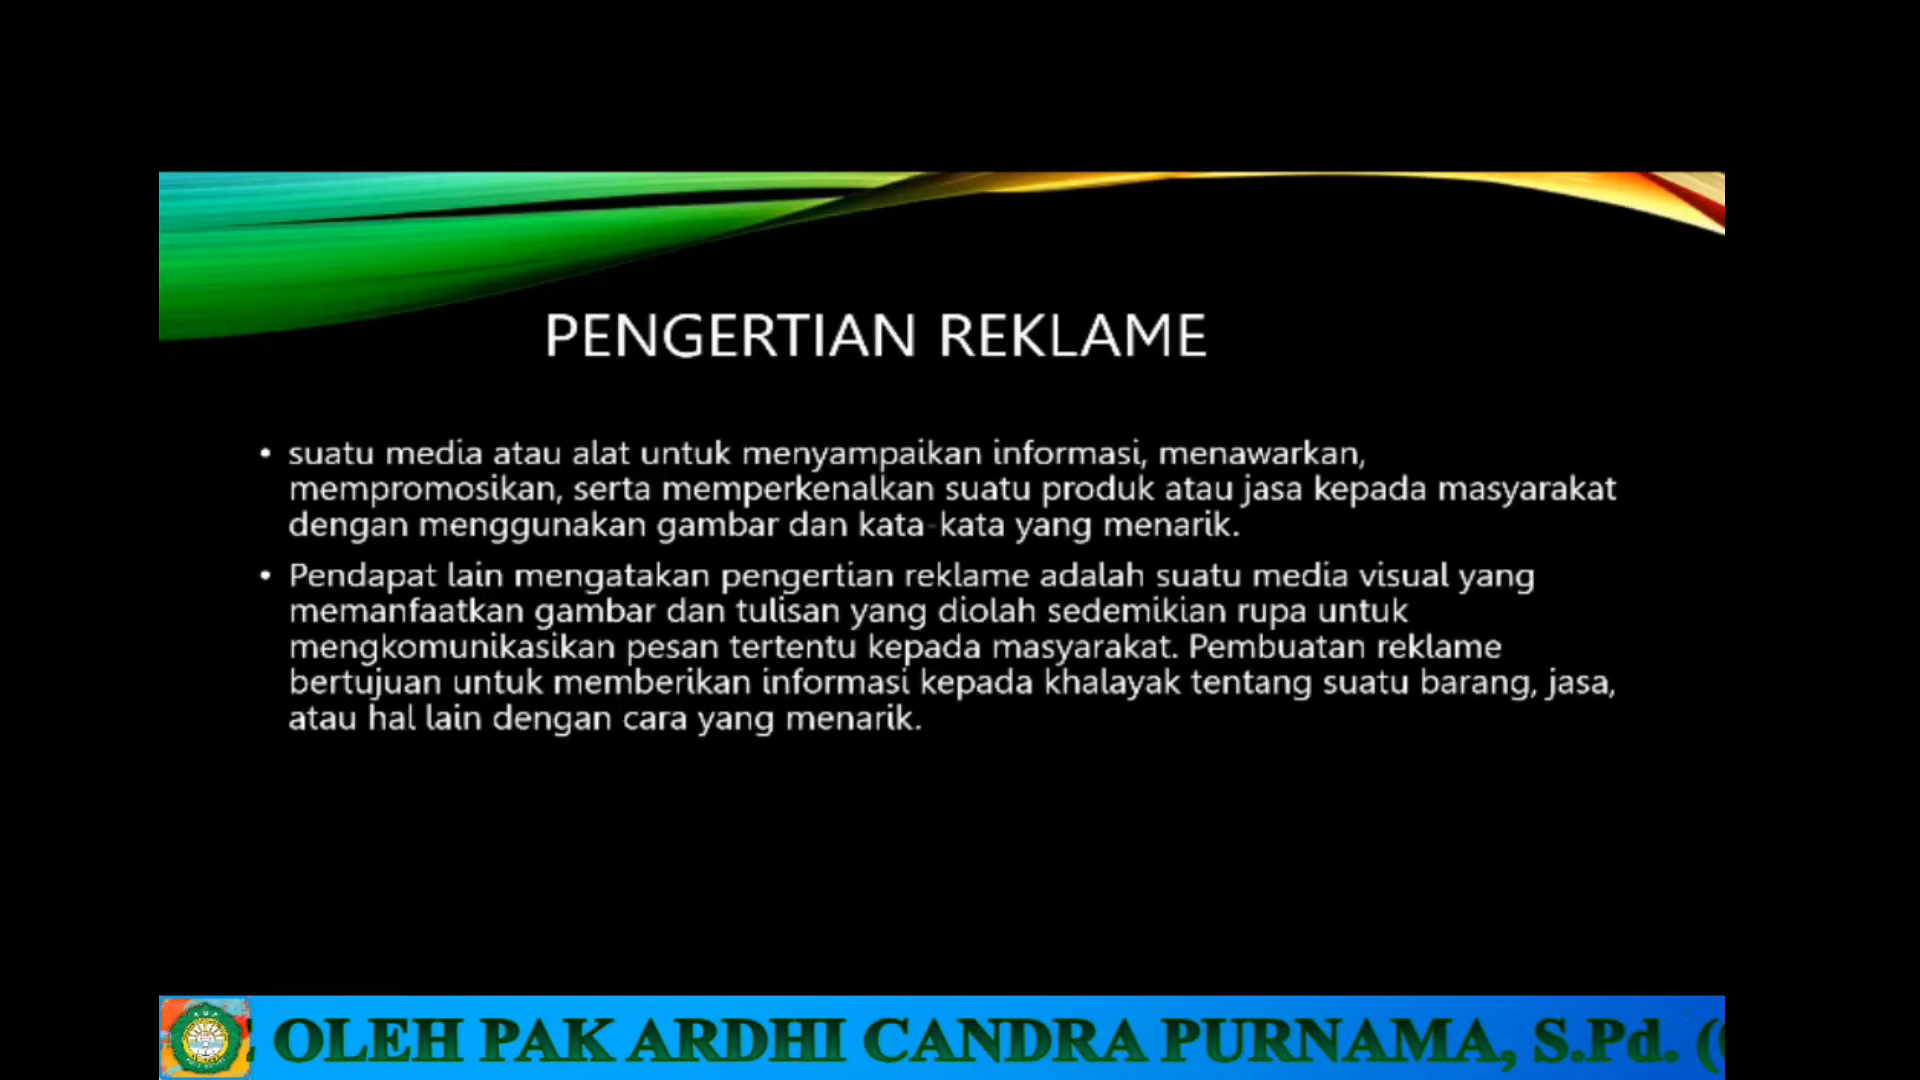 PENGERTIAN REKLAME
• suatu media atau alat untuk menyampaikan informasi, menawarkan,
mempromosikan, serta memperkenalkan suatu produk atau jasa kepada masyarakat
dengan menggunakan gambar dan kata-kata yang menarik.
• Pendapat lain mengatakan pengertian reklame adalah suatu media visual yang
memanfaatkan gambar dan tulisan yang diolah sedemikian rupa untuk
mengkomunikasikan pesan tertentu kepada masyarakat. Pembuatan reklame
bertujuan untuk memberikan informasi kepada khalayak tentang suatu barang, jasa,
atau hal lain dengan cara yang menarik.
OLEH PAK ARDHI CANDRA PURNAMA, S.Pd. (